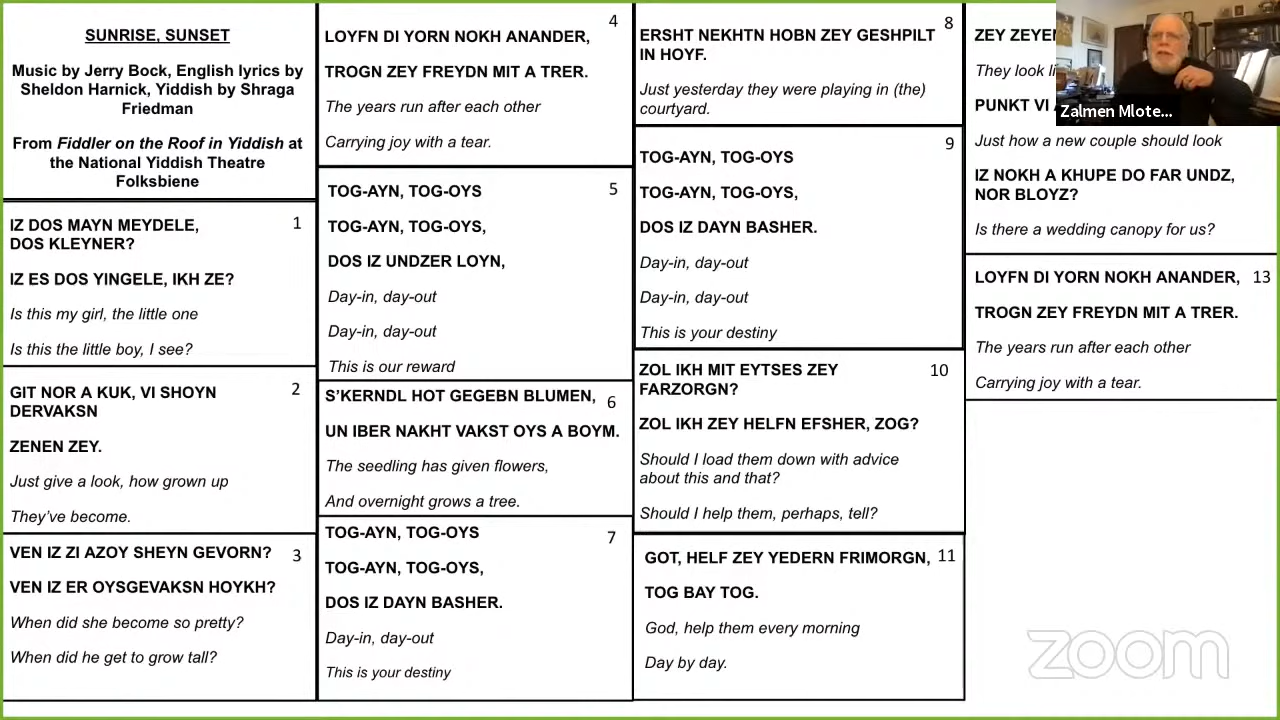 SUNRISE, SUNSET
Music by Jerry Bock, English lyrics by
Sheldon Harnick, Yiddish by Shraga
Friedman
From Fiddler on the Roof in Yiddish at
the National Yiddish Theatre
Folksbiene
1
IZ DOS MAYN MEYDELE,
DOS KLEYNER?
IZ ES DOS YINGELE, IKH ZE?
Is this my girl, the little one
Is this the little boy, I see?
2
GIT NOR A KUK, VI SHOYN
DERVAKSN
ZENEN ZEY.
Just give a look, how grown up
They've become.
3
VEN IZ ZI AZOY SHEYN GEVORN?
VEN IZ ER OYSGEVAKSN HOYKH?
When did she become so pretty?
When did he get to grow tall?
4
LOYFN DI YORN NOKH ANANDER,
TROGN ZEY FREYDN MIT A TRER.
The years run after each other
Carrying joy with a tear.
5
TOG-AYN, TOG-OYS
TOG-AYN, TOG-OYS,
DOS IZ UNDZER LOYN,
Day-in, day-out
Day-in, day-out
This is our reward
6
S'KERNDL HOT GEGEBN BLUMEN,
UN IBER NAKHT VAKST OYS A BOYM.
The seedling has given flowers,
And overnight grows a tree.
7
TOG-AYN, TOG-OYS
TOG-AYN, TOG-OYS,
DOS IZ DAYN BASHER.
Day-in, day-out
This is your destiny
8
ERSHT NEKHTN HOBN ZEY GESHPILT
IN HOYF.
Just yesterday they were playing in (the)
courtyard.
9
TOG-AYN, TOG-OYS
TOG-AYN, TOG-OYS,
DOS IZ DAYN BASHER.
Day-in, day-out
Day-in, day-out
This is your destiny
10
ZOL IKH MIT EYTSES ZEY
FARZORGN?
ZOL IKH ZEY HELFN EFSHER, ZOG?
Should I load them down with advice
about this and that?
Should I help them, perhaps, tell?
11
GOT, HELF ZEY YEDERN FRIMORGN,
TOG BAY TOG.
God, help them every morning
Day by day.
ZEY
They look
PUNKT VI
Just how a new couple should look
IZ NOKH A KHUPE DO FAR UNDZ,
NOR BLOYZ?
Is there a wedding canopy for us?
13
LOYFN DI YORN NOKH ANANDER,
TROGN ZEY FREYDN MIT A TRER.
The years run after each other
Carrying joy with a tear.
Zalmen Mlote...
zoom